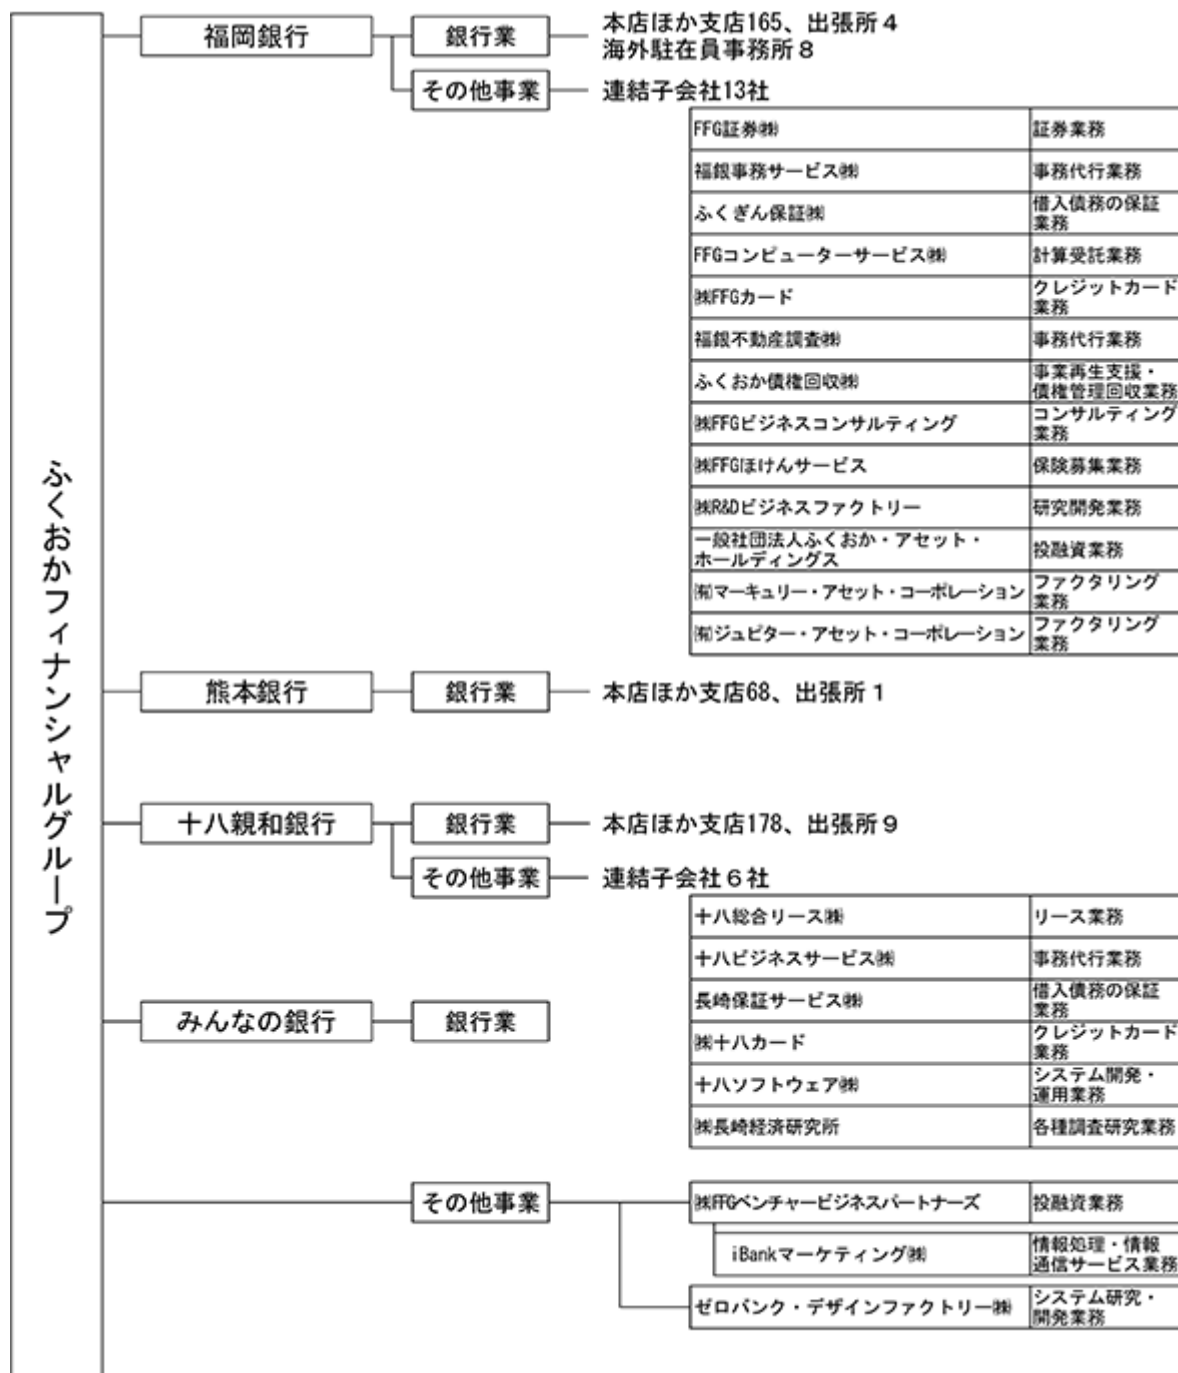 ふくおかフィナンシャルグループ
福岡銀行
銀行業
本店ほか支店165、出張所４
海外駐在員事務所８
その他事業
連結子会社13社
FFG証券㈱
証券業務
福銀事務サービス㈱
事務代行業務
ふくぎん保証㈱
借入債務の保証
業務
FFGコンピューターサービス㈱
計算受託業務
㈱FFGカード
クレジットカード
業務
福銀不動産調査㈱
事務代行業務
ふくおか債権回収㈱
事業再生支援・
債権管理回収業務
㈱FFGビジネスコンサルティング
コンサルティング
業務
㈱FFGほけんサービス
保険募集業務
㈱R&Dビジネスファクトリー
研究開発業務
一般社団法人ふくおか・アセット・
ホールディングス
投融資業務
㈲マーキュリー・アセット・コーポレーション
ファクタリング
業務
㈲ジュピター・アセット・コーポレーション
ファクタリング
業務
熊本銀行
銀行業
本店ほか支店68、出張所１
十八親和銀行
銀行業
本店ほか支店178、出張所９
その他事業
連結子会社６社
十八総合リース㈱
リース業務
十八ビジネスサービス㈱
事務代行業務
長崎保証サービス㈱
借入債務の保証
業務
㈱十八カード
クレジットカード
業務
十八ソフトウェア㈱
システム開発・
運用業務
㈱長崎経済研究所
各種調査研究業務
みんなの銀行
銀行業
その他事業
㈱FFGベンチャービジネスパートナーズ
投融資業務
iBankマーケティング㈱
情報処理・情報
通信サービス業務
ゼロバンク・デザインファクトリー㈱
システム研究・
開発業務